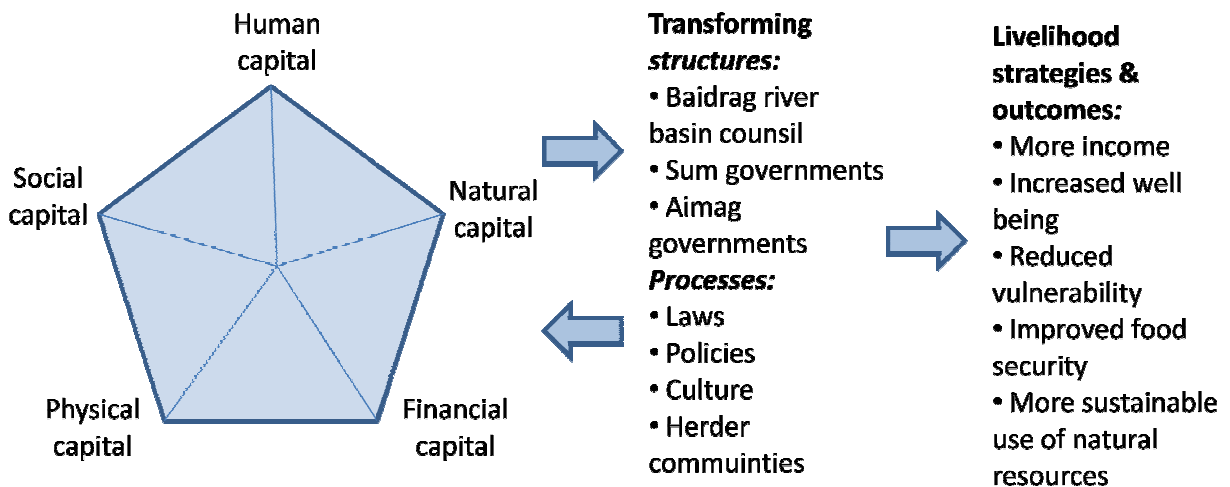 Human
capital
Social
capital
Natural
capital
Physical
capital
Financial
capital
Transforming
structures:
• Baidrag river
basin counsil
• Sum governments
• Aimag
governments
Processes:
• Laws
• Policies
• Culture
• Herder
commuinties
Livelihood
strategies &
outcomes:
• More income
• Increased well
being
• Reduced
vulnerability
• Improved food
security
• More sustainable
use of natural
resources